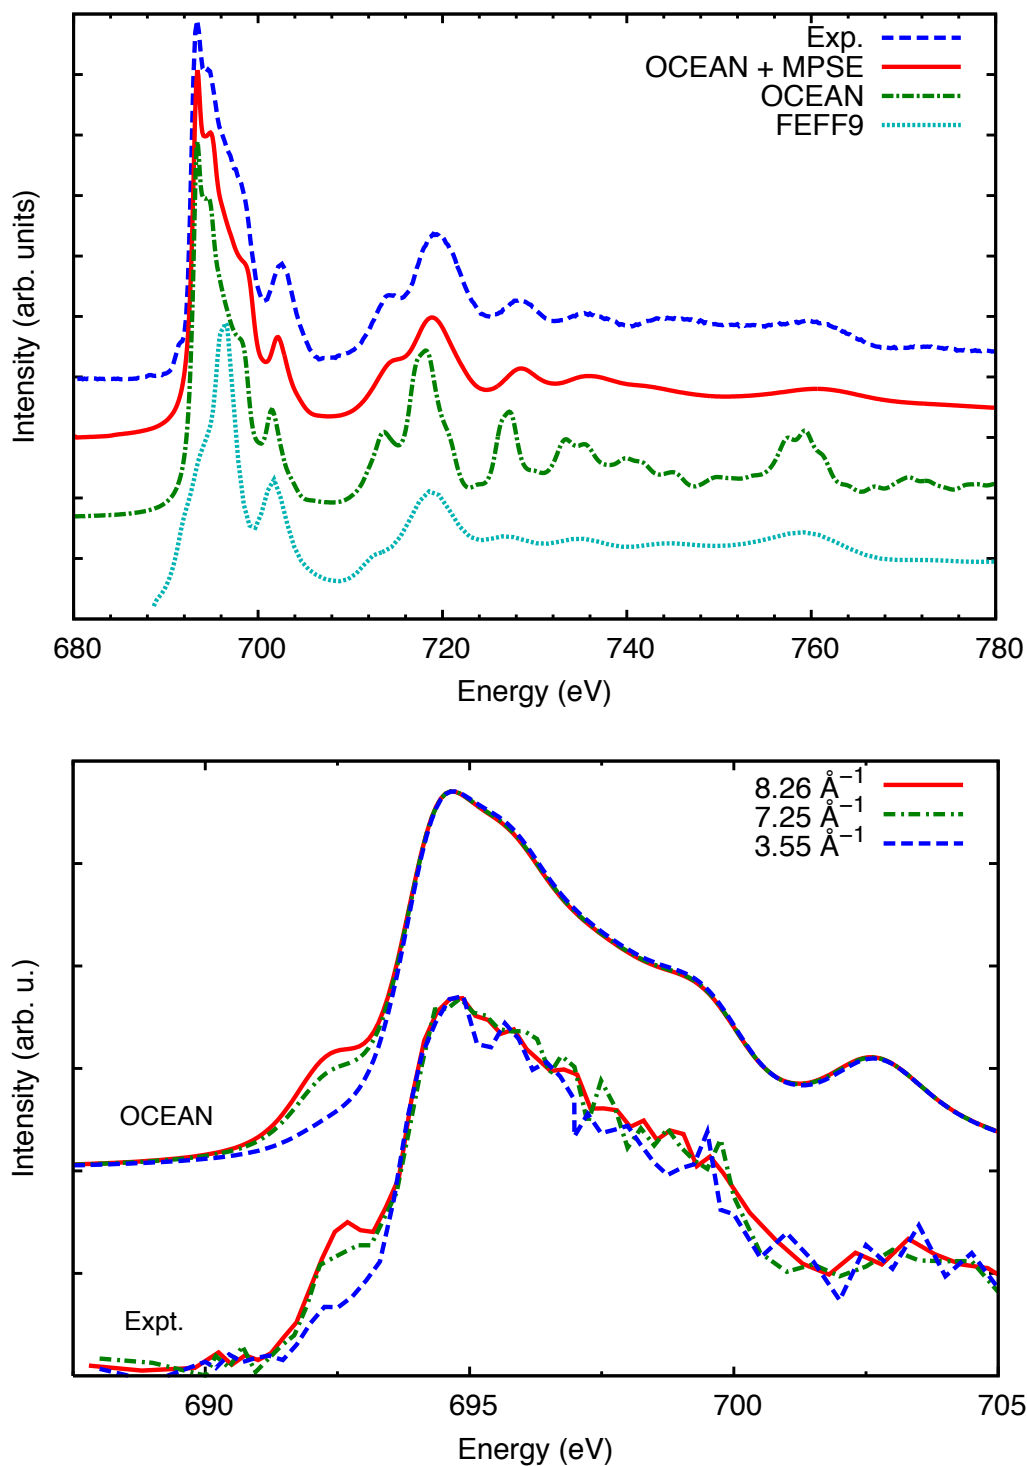 Exp.
OCEAN + MPSE
OCEAN
FEFF9
Intensity (arb. units)
680 700 720 740 760 780
Energy (eV)
8.26 Å⁻¹
7.25 Å⁻¹
3.55 Å⁻¹
Intensity (arb. u.)
OCEAN
Expt.
690 695 700 705
Energy (eV)